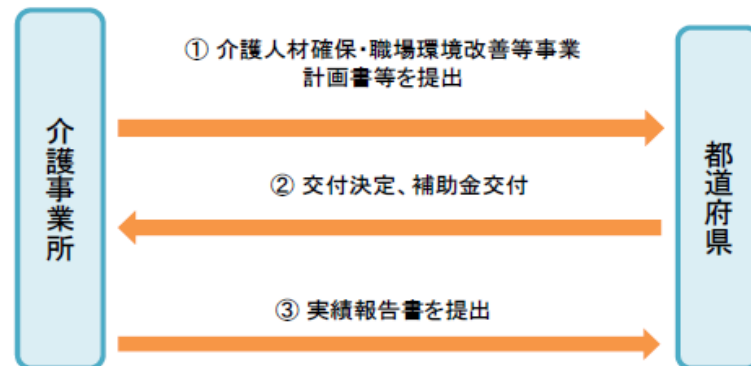 介護事業所
① 介護人材確保・職場環境改善等事業
計画書等を提出
② 交付決定、補助金交付
③ 実績報告書を提出
都道府県